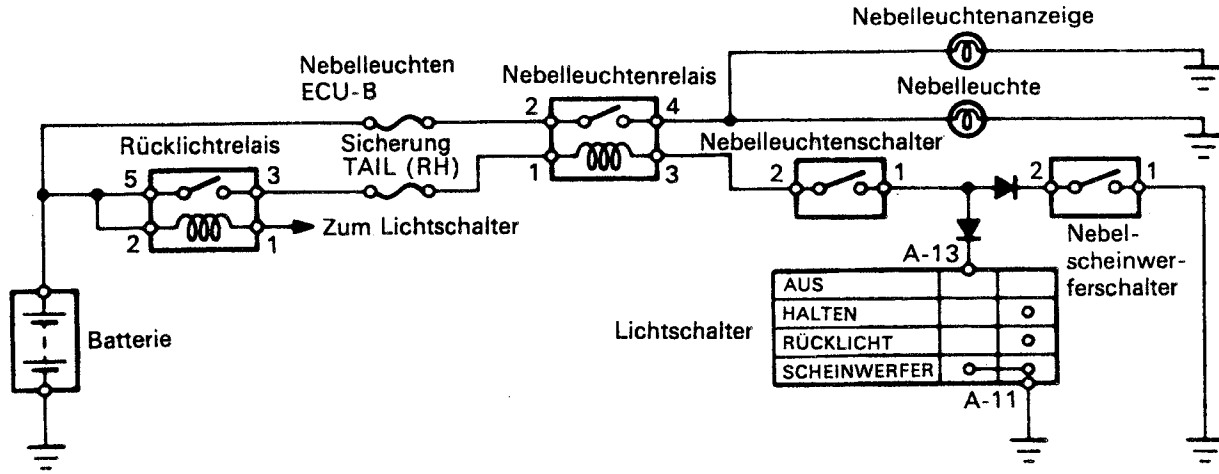 Nebelleuchtenanzeige
Nebelleuchten
ECU-B
Nebelleuchtenrelais
Nebelleuchte
2
4
Rücklichtrelais
Sicherung
TAIL (RH)
Nebelleuchtenschalter
5
3
1
3
2
1
2
1
2
1
Zum Lichtschalter
A-13
Nebel-
scheinwer-
ferschalter
Batterie
Lichtschalter
AUS
HALTEN
RÜCKLICHT
SCHEINWERFER
A-11